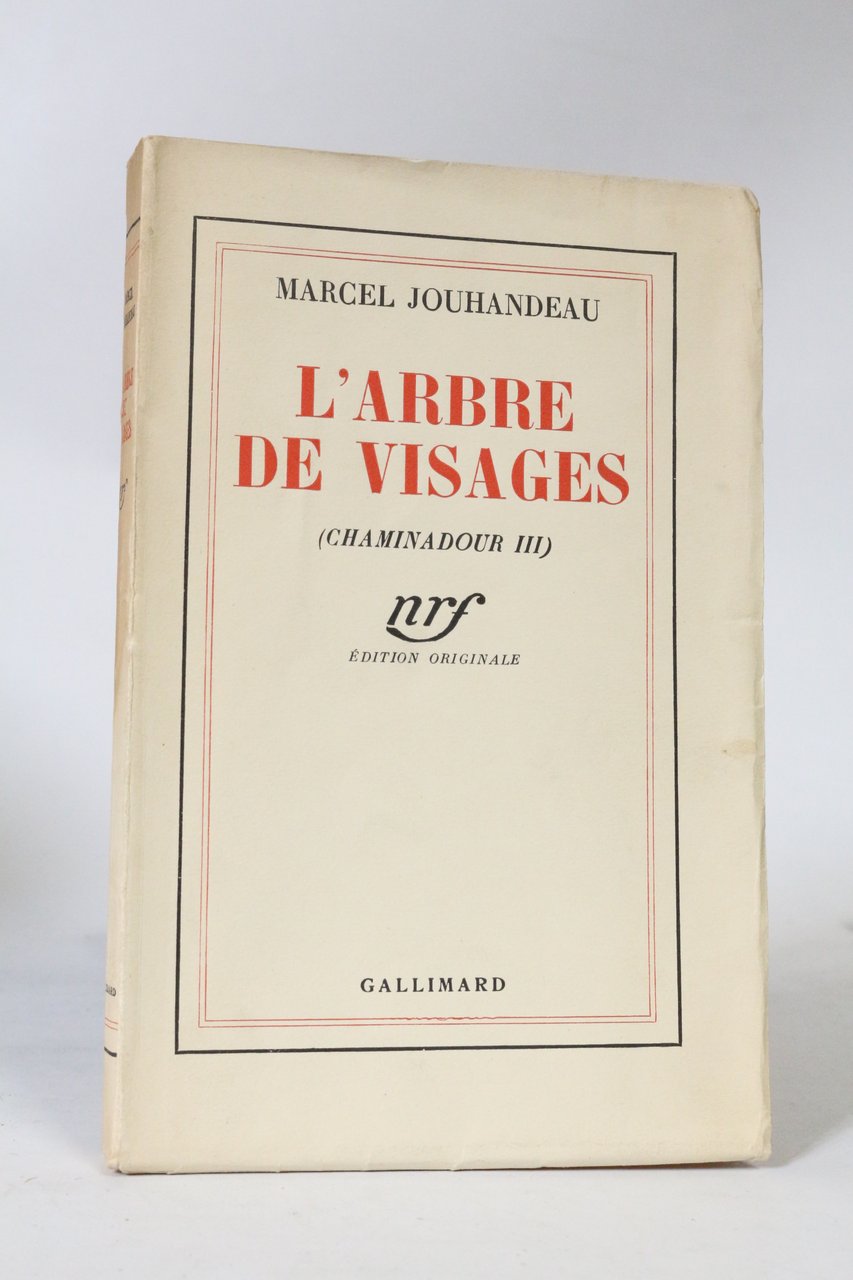 MARCEL JOUHANDEAU
L'ARBRE
DE VISAGES
(CHAMINADOUR III)
nrf
ÉDITION ORIGINALE
GALLIMARD